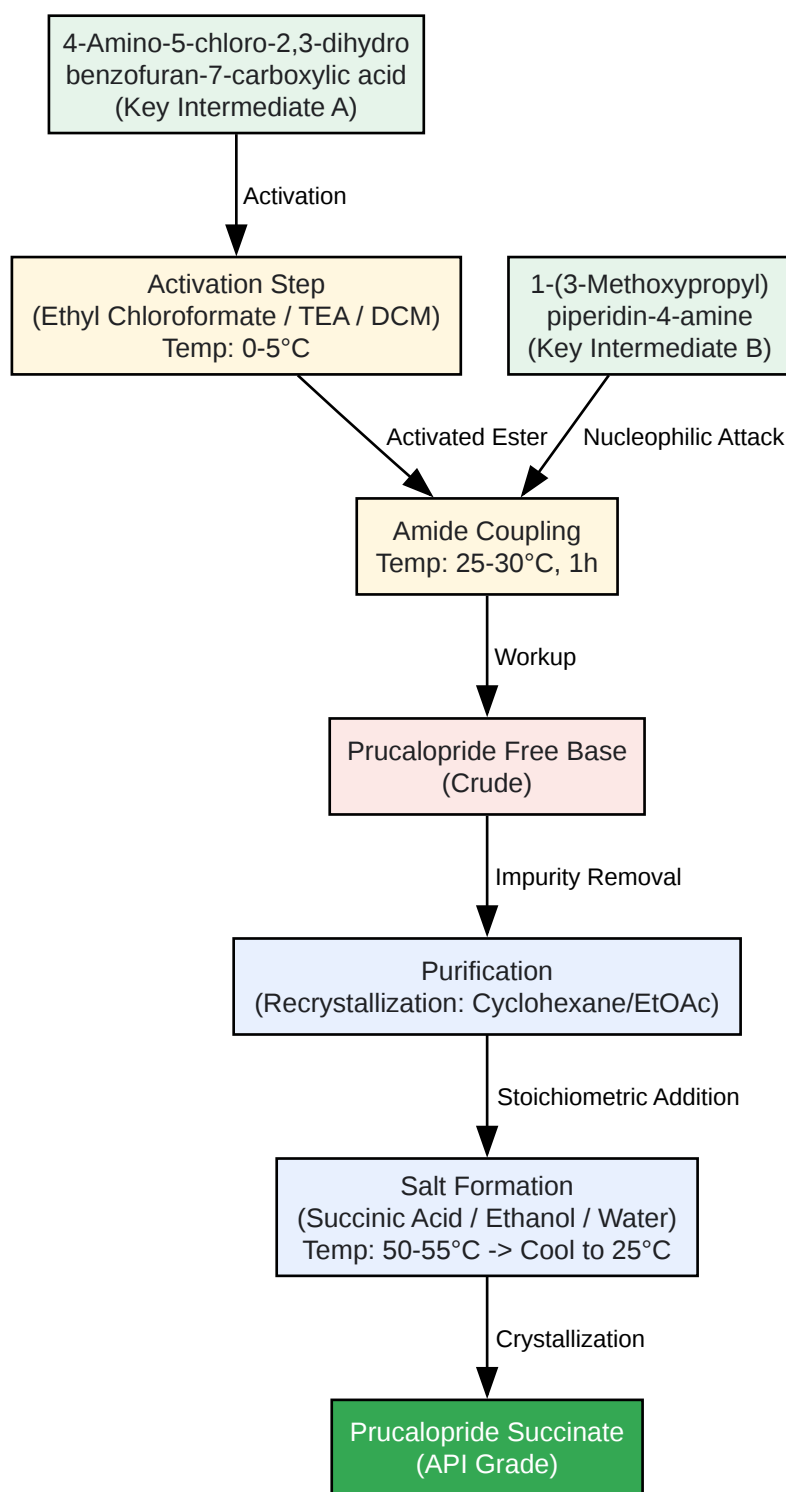 4-Amino-5-chloro-2,3-dihydro
benzofuran-7-carboxylic acid
(Key Intermediate A)
Activation
Activation Step
(Ethyl Chloroformate / TEA / DCM)
Temp: 0-5°C
1-(3-Methoxypropyl)
piperidin-4-amine
(Key Intermediate B)
Activated Ester
Nucleophilic Attack
Amide Coupling
Temp: 25-30°C, 1h
Workup
Prucalopride Free Base
(Crude)
Impurity Removal
Purification
(Recrystallization: Cyclohexane/EtOAc)
Stoichiometric Addition
Salt Formation
(Succinic Acid / Ethanol / Water)
Temp: 50-55°C -> Cool to 25°C
Crystallization
Prucalopride Succinate
(API Grade)